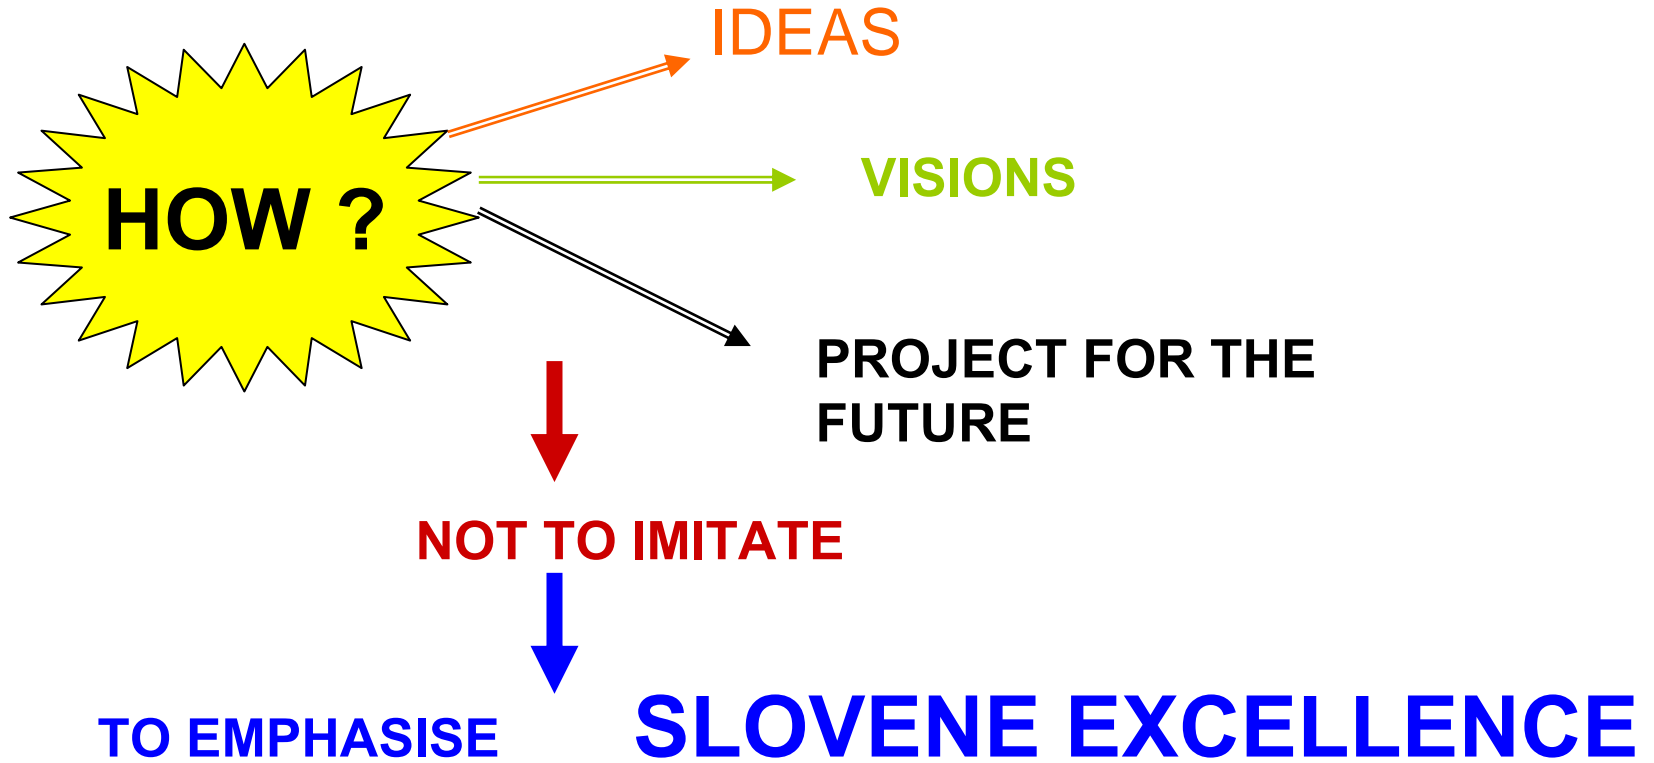 IDEAS
VISIONS
HOW ?
PROJECT FOR THE
FUTURE
NOT TO IMITATE
TO EMPHASISE SLOVENE EXCELLENCE